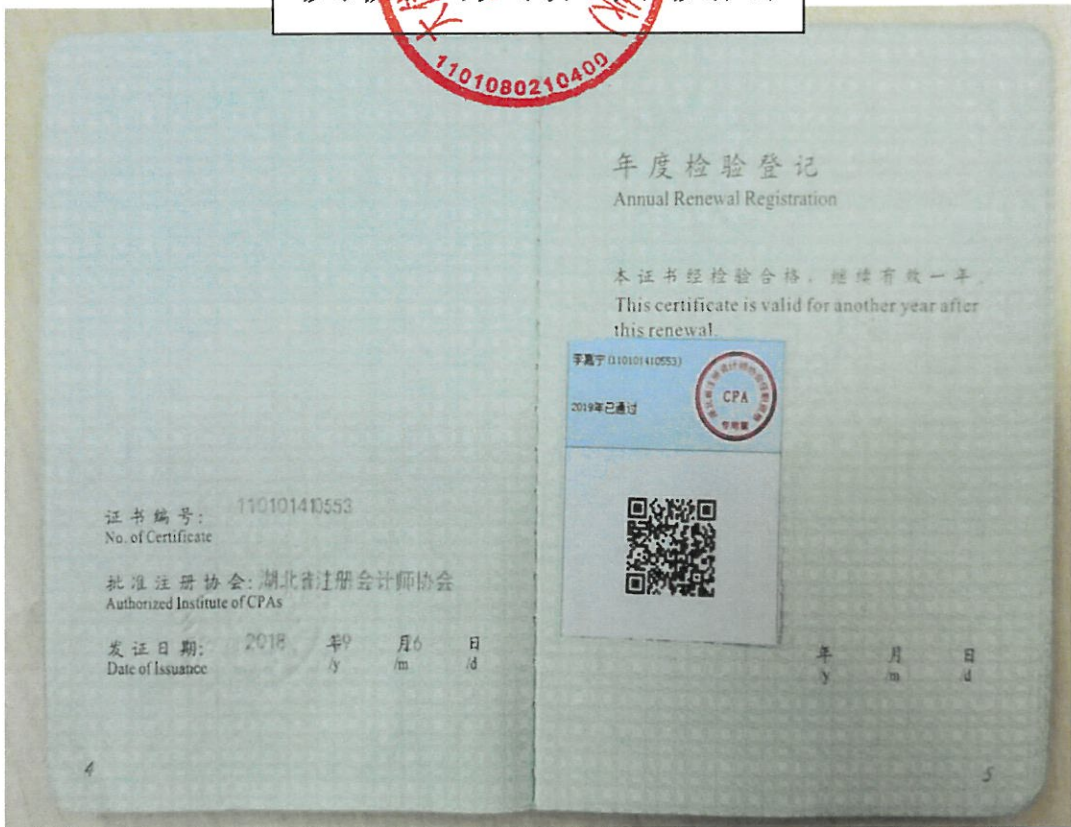 1101080210400
年度检验登记
Annual Renewal Registration
本证书经检验合格，继续有效一年。
This certificate is valid for another year after
this renewal.
李嘉宁(110101410553)
2019年已通过
CPA
专用章
证书编号: 110101410553
No. of Certificate
批准注册协会: 湖北省注册会计师协会
Authorized Institute of CPAs
发证日期: 2018 年9 月6 日
Date of Issuance /y /m /d
年 月 日
/y /m /d
4
5